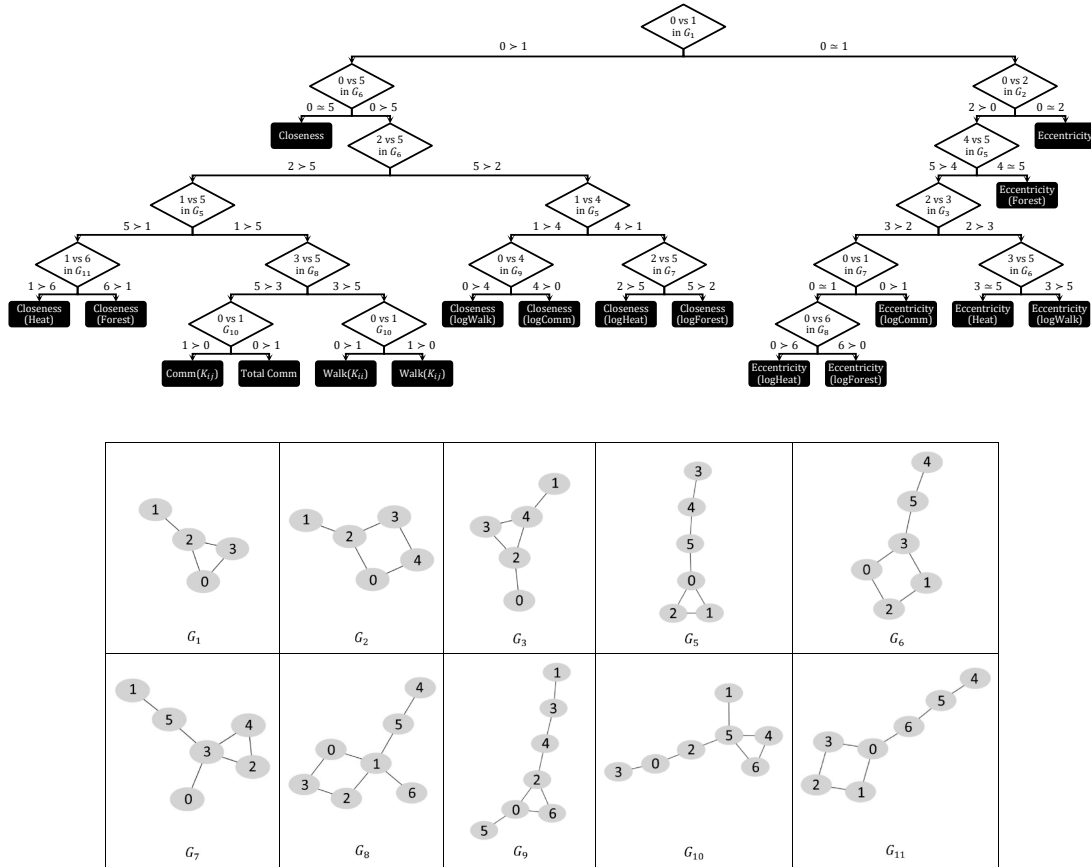 0 vs 1
in G₁
0 ≻ 1
0 ≃ 1
0 vs 5
in G₆
0 vs 2
in G₂
0 ≃ 5
0 ≻ 5
2 ≻ 0
0 ≃ 2
Closeness
2 vs 5
in G₆
4 vs 5
in G₅
Eccentricity
2 ≻ 5
5 ≻ 2
5 ≻ 4
4 ≃ 5
1 vs 5
in G₅
1 vs 4
in G₅
2 vs 3
in G₃
Eccentricity
(Forest)
5 ≻ 1
1 ≻ 5
1 ≻ 4
4 ≻ 1
3 ≻ 2
2 ≻ 3
1 vs 6
in G₁₁
3 vs 5
in G₈
0 vs 4
in G₉
2 vs 5
in G₇
0 vs 1
in G₇
3 vs 5
in G₆
1 ≻ 6
6 ≻ 1
5 ≻ 3
3 ≻ 5
0 ≻ 4
4 ≻ 0
2 ≻ 5
5 ≻ 2
0 ≃ 1
0 ≻ 1
3 ≃ 5
3 ≻ 5
Closeness
(Heat)
Closeness
(Forest)
0 vs 1
G₁₀
0 vs 1
G₁₀
Closeness
(logWalk)
Closeness
(logComm)
Closeness
(logHeat)
Closeness
(logForest)
0 vs 6
in G₈
Eccentricity
(logComm)
Eccentricity
(Heat)
Eccentricity
(logWalk)
1 ≻ 0
0 ≻ 1
0 ≻ 1
1 ≻ 0
0 ≻ 6
6 ≻ 0
Comm(Kᵢⱼ)
Total Comm
Walk(Kᵢᵢ)
Walk(Kᵢⱼ)
Eccentricity
(logHeat)
Eccentricity
(logForest)
1
2
3
0
G₁
1
3
2
4
0
G₂
1
4
3
2
0
G₃
3
4
5
0
2
1
G₅
4
5
3
0
1
2
G₆
1
5
4
3
2
0
G₇
4
5
0
1
3
2
6
G₈
1
3
4
2
0
6
5
G₉
1
5
4
2
0
3
6
G₁₀
4
5
6
3
0
2
1
G₁₁